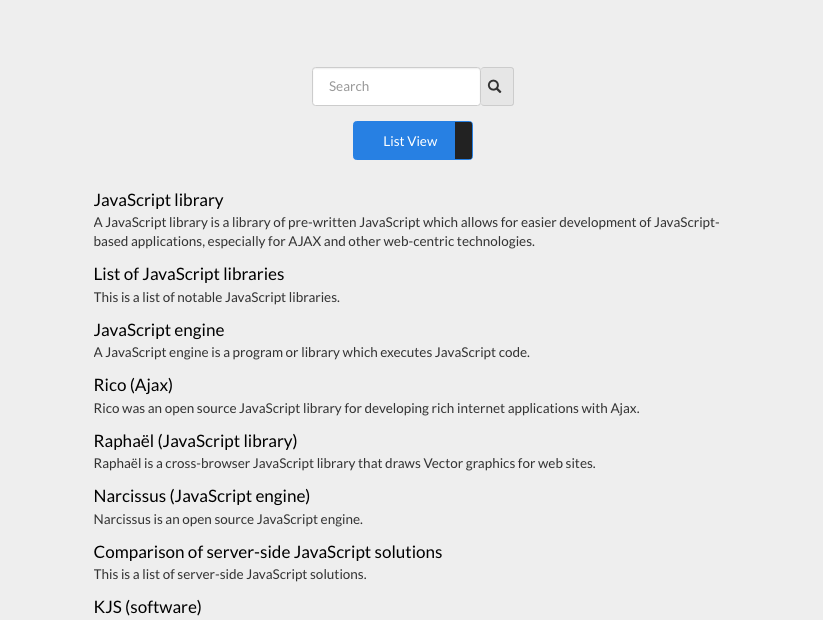 Search
List View
JavaScript library
A JavaScript library is a library of pre-written JavaScript which allows for easier development of JavaScript-
based applications, especially for AJAX and other web-centric technologies.
List of JavaScript libraries
This is a list of notable JavaScript libraries.
JavaScript engine
A JavaScript engine is a program or library which executes JavaScript code.
Rico (Ajax)
Rico was an open source JavaScript library for developing rich internet applications with Ajax.
Raphaël (JavaScript library)
Raphaël is a cross-browser JavaScript library that draws Vector graphics for web sites.
Narcissus (JavaScript engine)
Narcissus is an open source JavaScript engine.
Comparison of server-side JavaScript solutions
This is a list of server-side JavaScript solutions.
KJS (software)